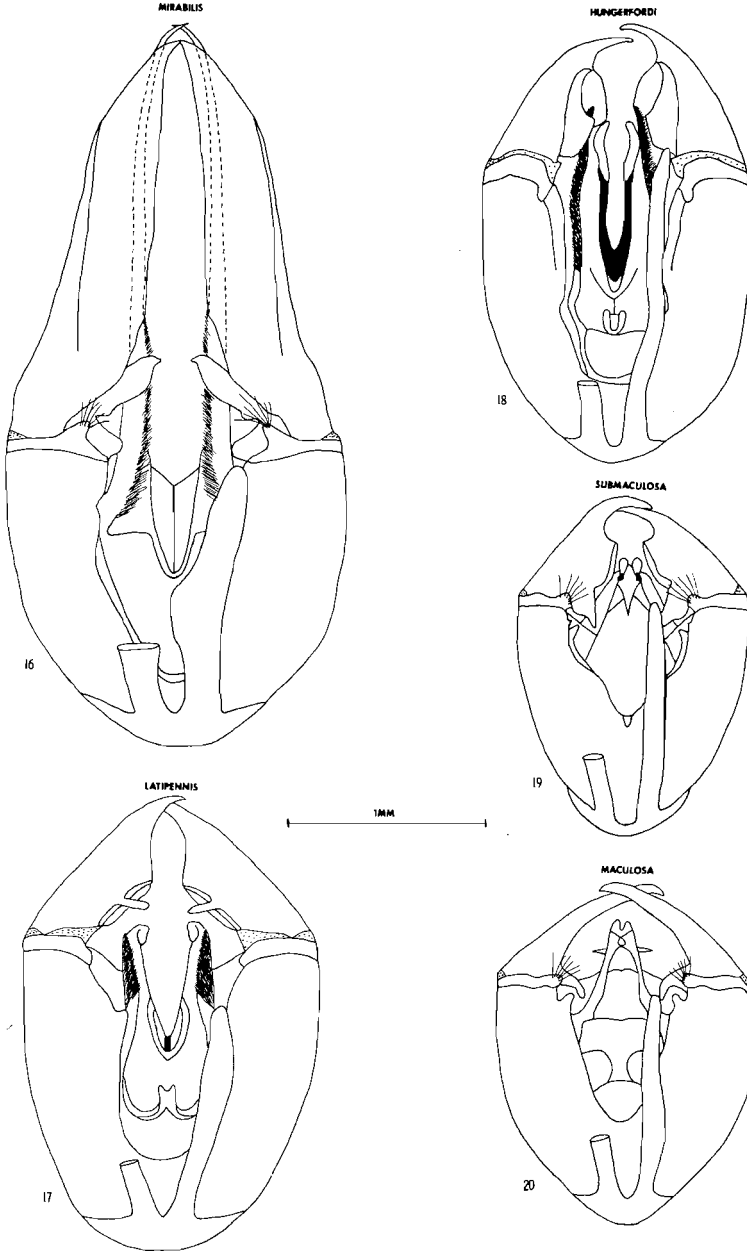 MIRABILIS
16
LATIPENNIS
17
1MM
HUNGERFORDI
18
SUBMACULOSA
19
MACULOSA
20